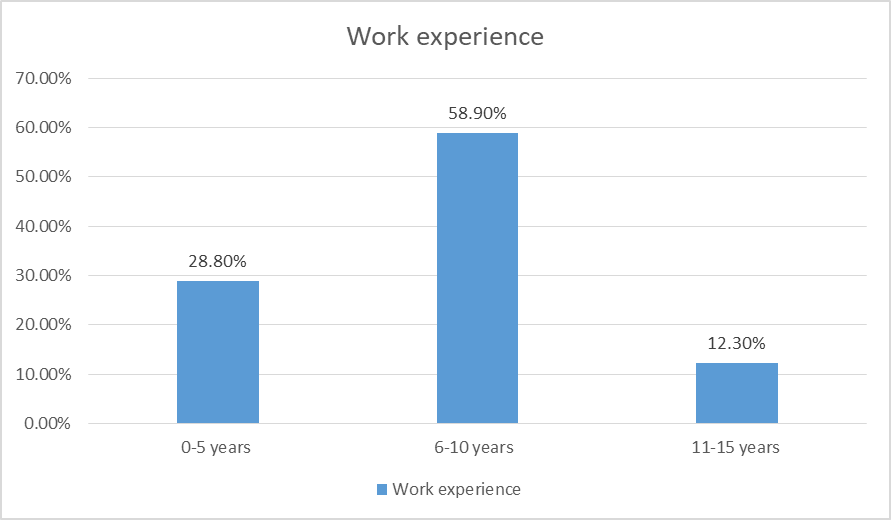 Work experience
70.00%
60.00%
50.00%
40.00%
30.00%
20.00%
10.00%
0.00%
28.80%
58.90%
12.30%
0-5 years
6-10 years
11-15 years
Work experience